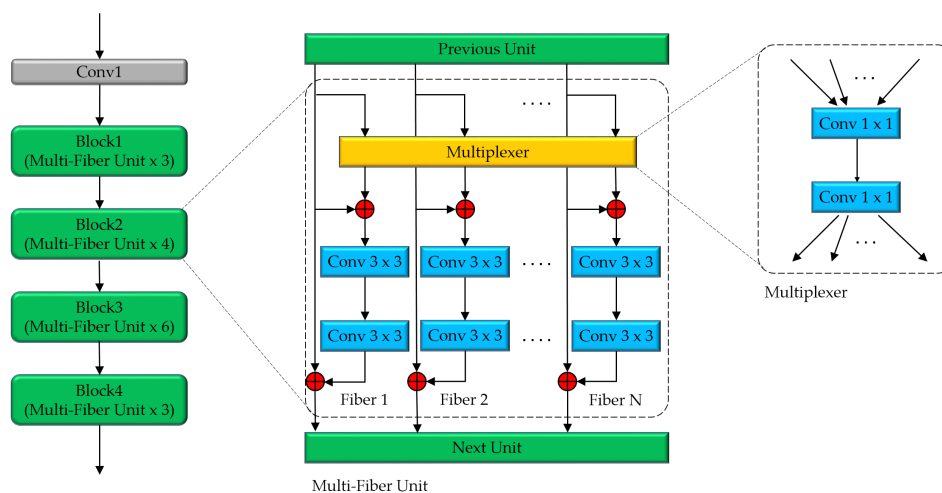 Conv1
Block1
(Multi-Fiber Unit x 3)
Block2
(Multi-Fiber Unit x 4)
Block3
(Multi-Fiber Unit x6)
Block4
(Multi-Fiber Unit x 3)
Previous Unit
....
Multiplexer
Conv 3 x 3
Conv 3 x 3
....
Conv 3 x 3
Conv 3 x 3
Conv 3 x 3
....
Conv 3 x 3
Fiber 1
Fiber 2
Fiber N
Next Unit
Multi-Fiber Unit
...
Conv 1 x 1
Conv 1 x 1
...
Multiplexer